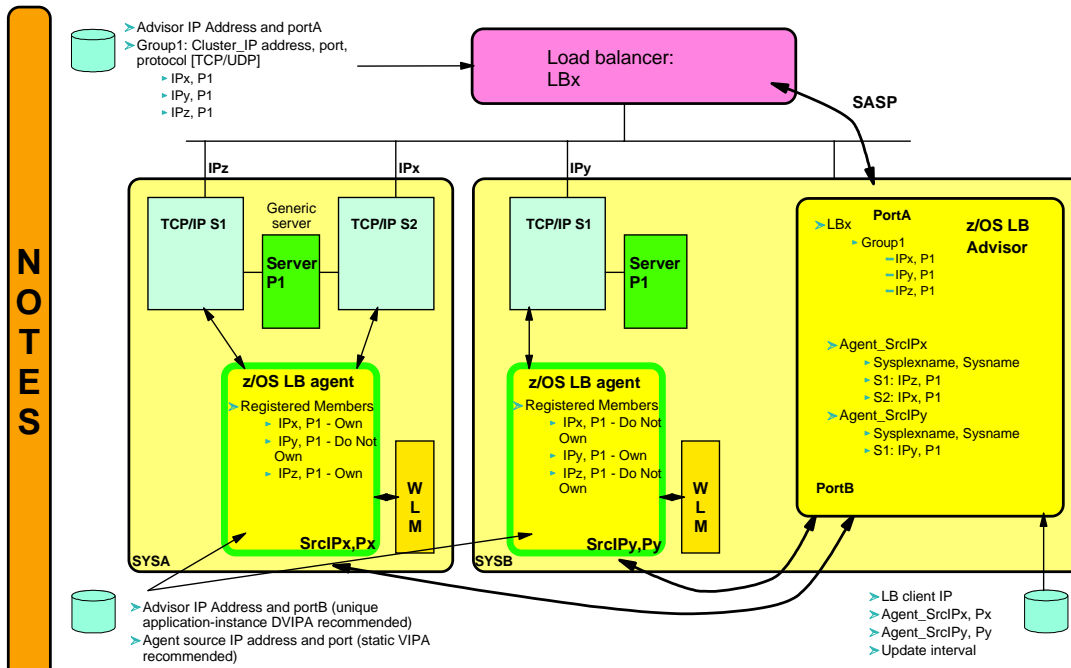 NOTES
Advisor IP Address and portA
Group1: Cluster_IP address, port,
protocol [TCP/UDP]
IPx, P1
IPy, P1
IPz, P1
Load balancer:
LBx
SASP
IPz
IPx
IPy
TCP/IP S1
Generic
server
Server
P1
TCP/IP S2
z/OS LB agent
Registered Members
IPx, P1 - Own
IPy, P1 - Do Not
Own
IPz, P1 - Own
WLM
SrcIPx,Px
SYSA
TCP/IP S1
Server
P1
z/OS LB agent
Registered Members
IPx, P1 - Do Not
Own
IPy, P1 - Own
IPz, P1 - Do Not
Own
WLM
SrcIPy,Py
SYSB
PortA
z/OS LB
Advisor
LBx
Group1
IPx, P1
IPy, P1
IPz, P1
Agent_SrcIPx
Sysplexname, Sysname
S1: IPz, P1
S2: IPx, P1
Agent_SrcIPy
Sysplexname, Sysname
S1: IPy, P1
PortB
Advisor IP Address and portB (unique
application-instance DVIPA recommended)
Agent source IP address and port (static VIPA
recommended)
LB client IP
Agent_SrcIPx, Px
Agent_SrcIPy, Py
Update interval